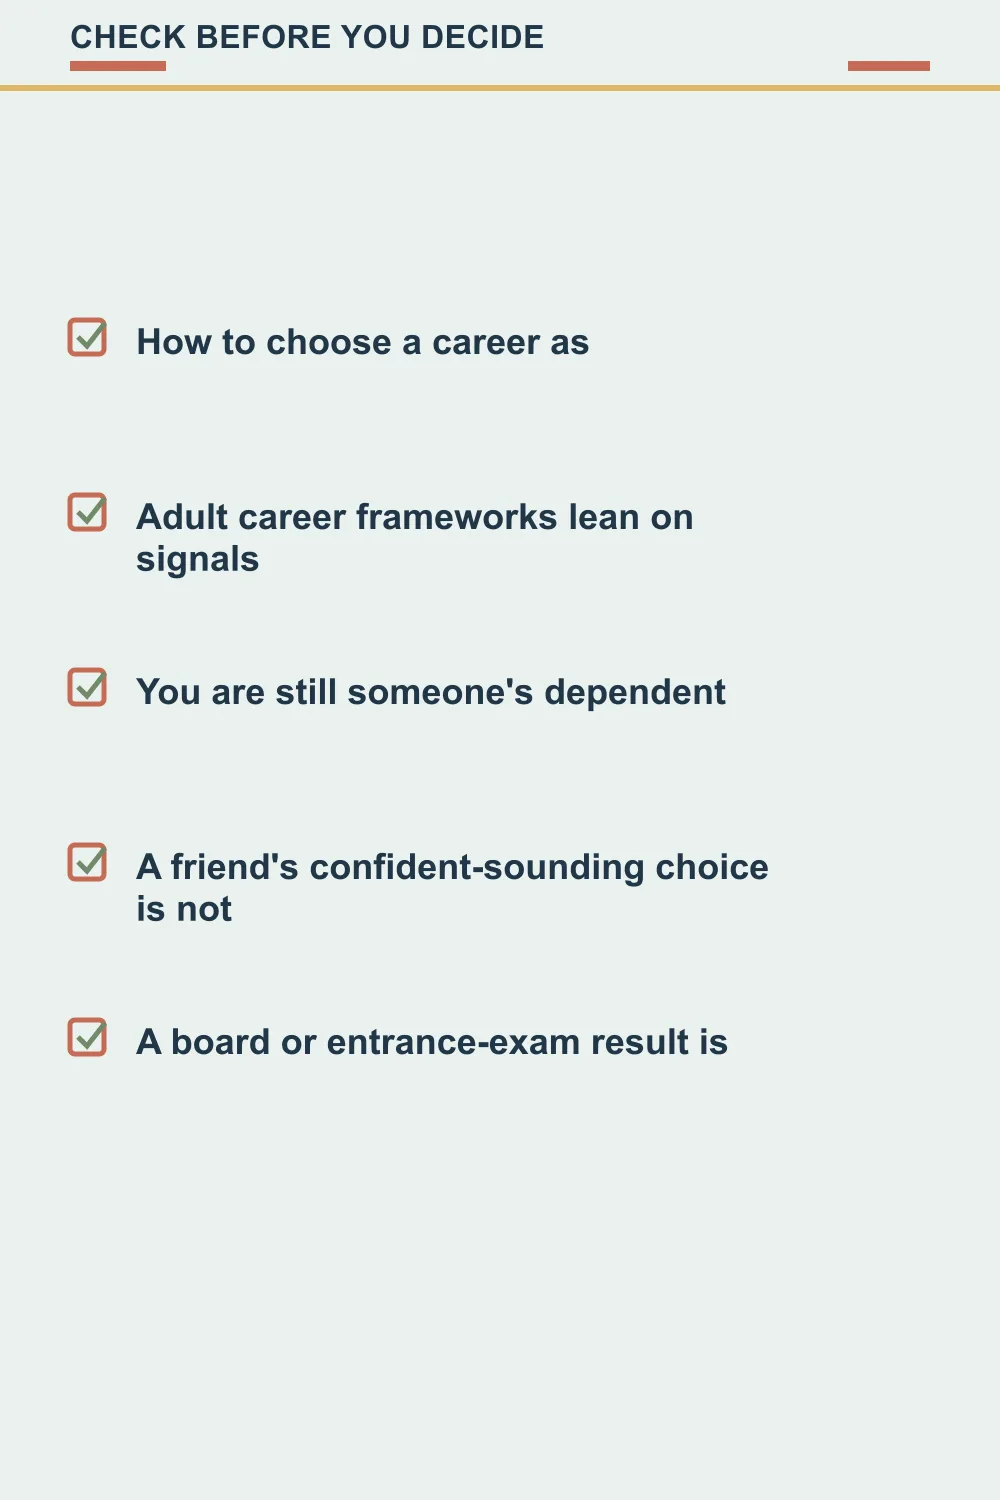 CHECK BEFORE YOU DECIDE
How to choose a career as
Adult career frameworks lean on
signals
You are still someone's dependent
A friend's confident-sounding choice
is not
A board or entrance-exam result is